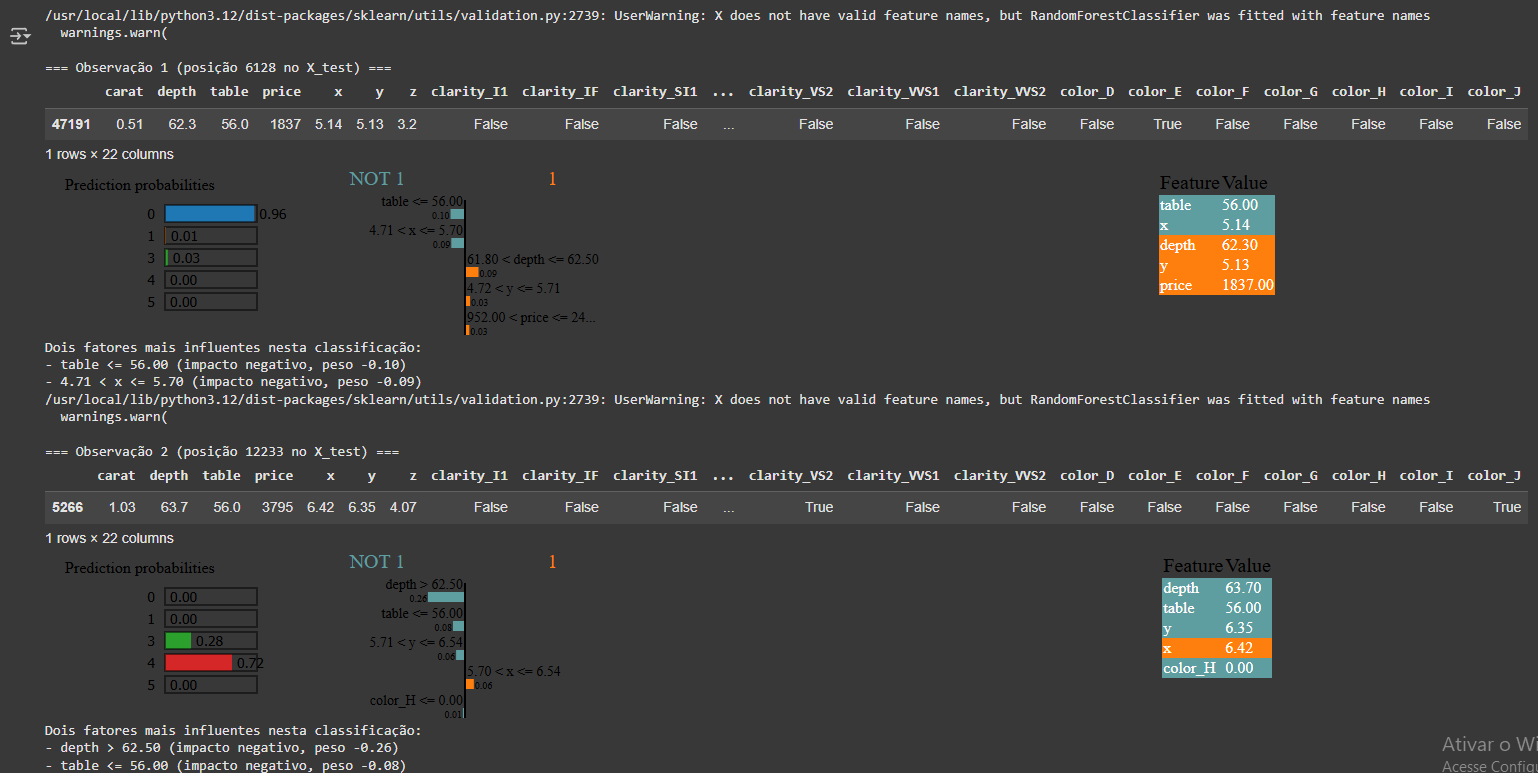 /usr/local/lib/python3.12/dist-packages/sklearn/utils/validation.py:2739: UserWarning: X does not have valid feature names, but RandomForestClassifier was fitted with feature names
warnings.warn(
=== Observação 1 (posição 6128 no X_test) ===
carat depth table price x y z clarity_I1 clarity_IF clarity_SI1 ... clarity_VS2 clarity_VVS1 clarity_VVS2 color_D color_E color_F color_G color_H color_I color_J
47191 0.51 62.3 56.0 1837 5.14 5.13 3.2 False False False ... False False False False True False False False False False
1 rows × 22 columns
Prediction probabilities
0 0.96
1 0.01
3 0.03
4 0.00
5 0.00
NOT 1 1
table <= 56.00
0.10
4.71 < x <= 5.70
0.09
61.80 < depth <= 62.50
0.09
4.72 < y <= 5.71
0.03
952.00 < price <= 24...
0.03
Feature Value
table 56.00
x 5.14
depth 62.30
y 5.13
price 1837.00
Dois fatores mais influentes nesta classificação:
- table <= 56.00 (impacto negativo, peso -0.10)
- 4.71 < x <= 5.70 (impacto negativo, peso -0.09)
/usr/local/lib/python3.12/dist-packages/sklearn/utils/validation.py:2739: UserWarning: X does not have valid feature names, but RandomForestClassifier was fitted with feature names
warnings.warn(
=== Observação 2 (posição 12233 no X_test) ===
carat depth table price x y z clarity_I1 clarity_IF clarity_SI1 ... clarity_VS2 clarity_VVS1 clarity_VVS2 color_D color_E color_F color_G color_H color_I color_J
5266 1.03 63.7 56.0 3795 6.42 6.35 4.07 False False False ... True False False False False False False False False True
1 rows × 22 columns
Prediction probabilities
0 0.00
1 0.00
3 0.28
4 0.72
5 0.00
NOT 1 1
depth > 62.50
0.26
table <= 56.00
0.08
5.71 < y <= 6.54
0.06
5.70 < x <= 6.54
0.06
color_H <= 0.00
0.01
Feature Value
depth 63.70
table 56.00
y 6.35
x 6.42
color_H 0.00
Dois fatores mais influentes nesta classificação:
- depth > 62.50 (impacto negativo, peso -0.26)
- table <= 56.00 (impacto negativo, peso -0.08)
Ativar o Wi
Acesse Config